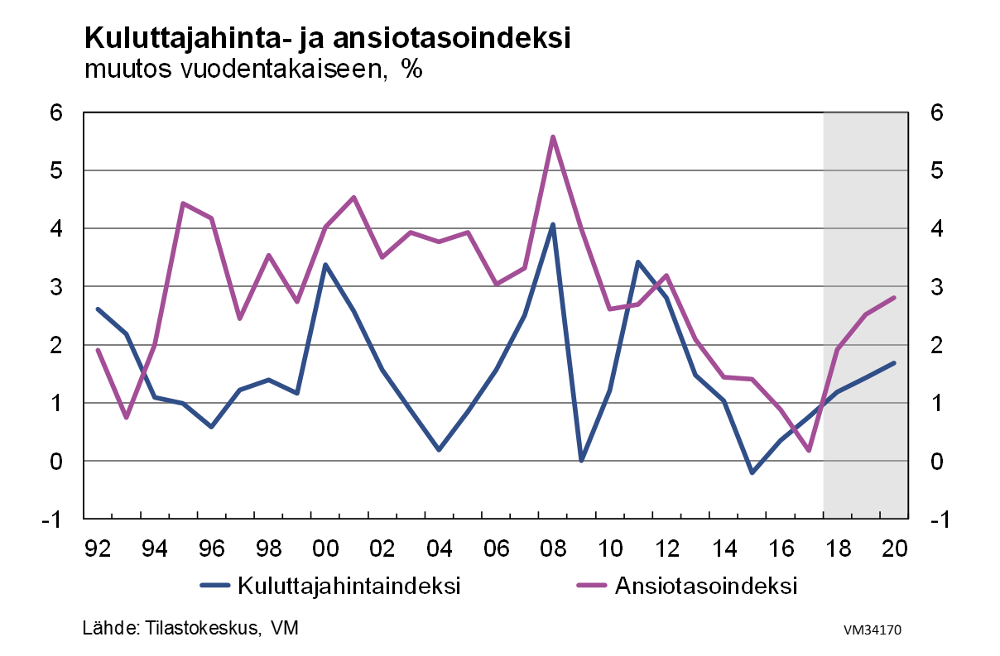 Kuluttajahinta- ja ansiotasoindeksi
muutos vuodentakaiseen, %
6 6
5 5
4 4
3 3
2 2
1 1
0 0
-1 -1
92 94 96 98 00 02 04 06 08 10 12 14 16 18 20
Kuluttajahintaindeksi Ansiotasoindeksi
Lähde: Tilastokeskus, VM VM34170